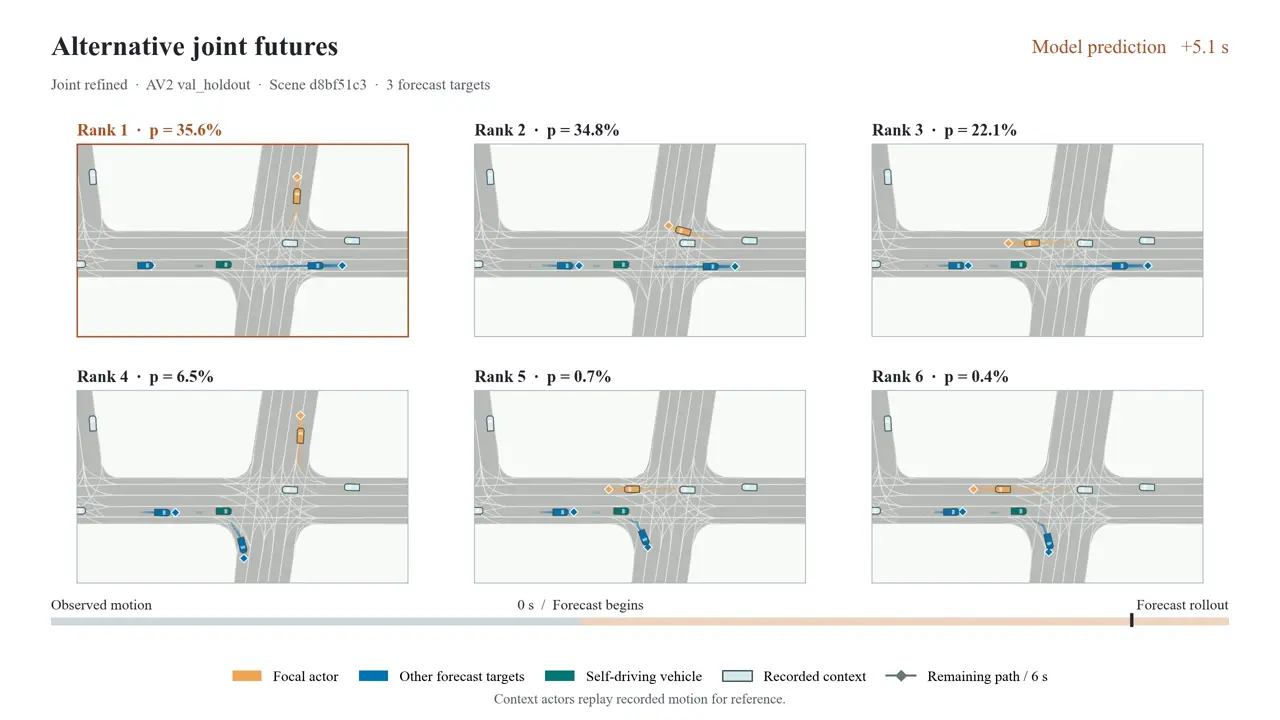 Alternative joint futures
Model prediction +5.1 s
Joint refined · AV2 val_holdout · Scene d8bf51c3 · 3 forecast targets
Rank 1 · p = 35.6%
Rank 2 · p = 34.8%
Rank 3 · p = 22.1%
Rank 4 · p = 6.5%
Rank 5 · p = 0.7%
Rank 6 · p = 0.4%
Observed motion
0 s / Forecast begins
Forecast rollout
Focal actor
Other forecast targets
Self-driving vehicle
Recorded context
Remaining path / 6 s
Context actors replay recorded motion for reference.